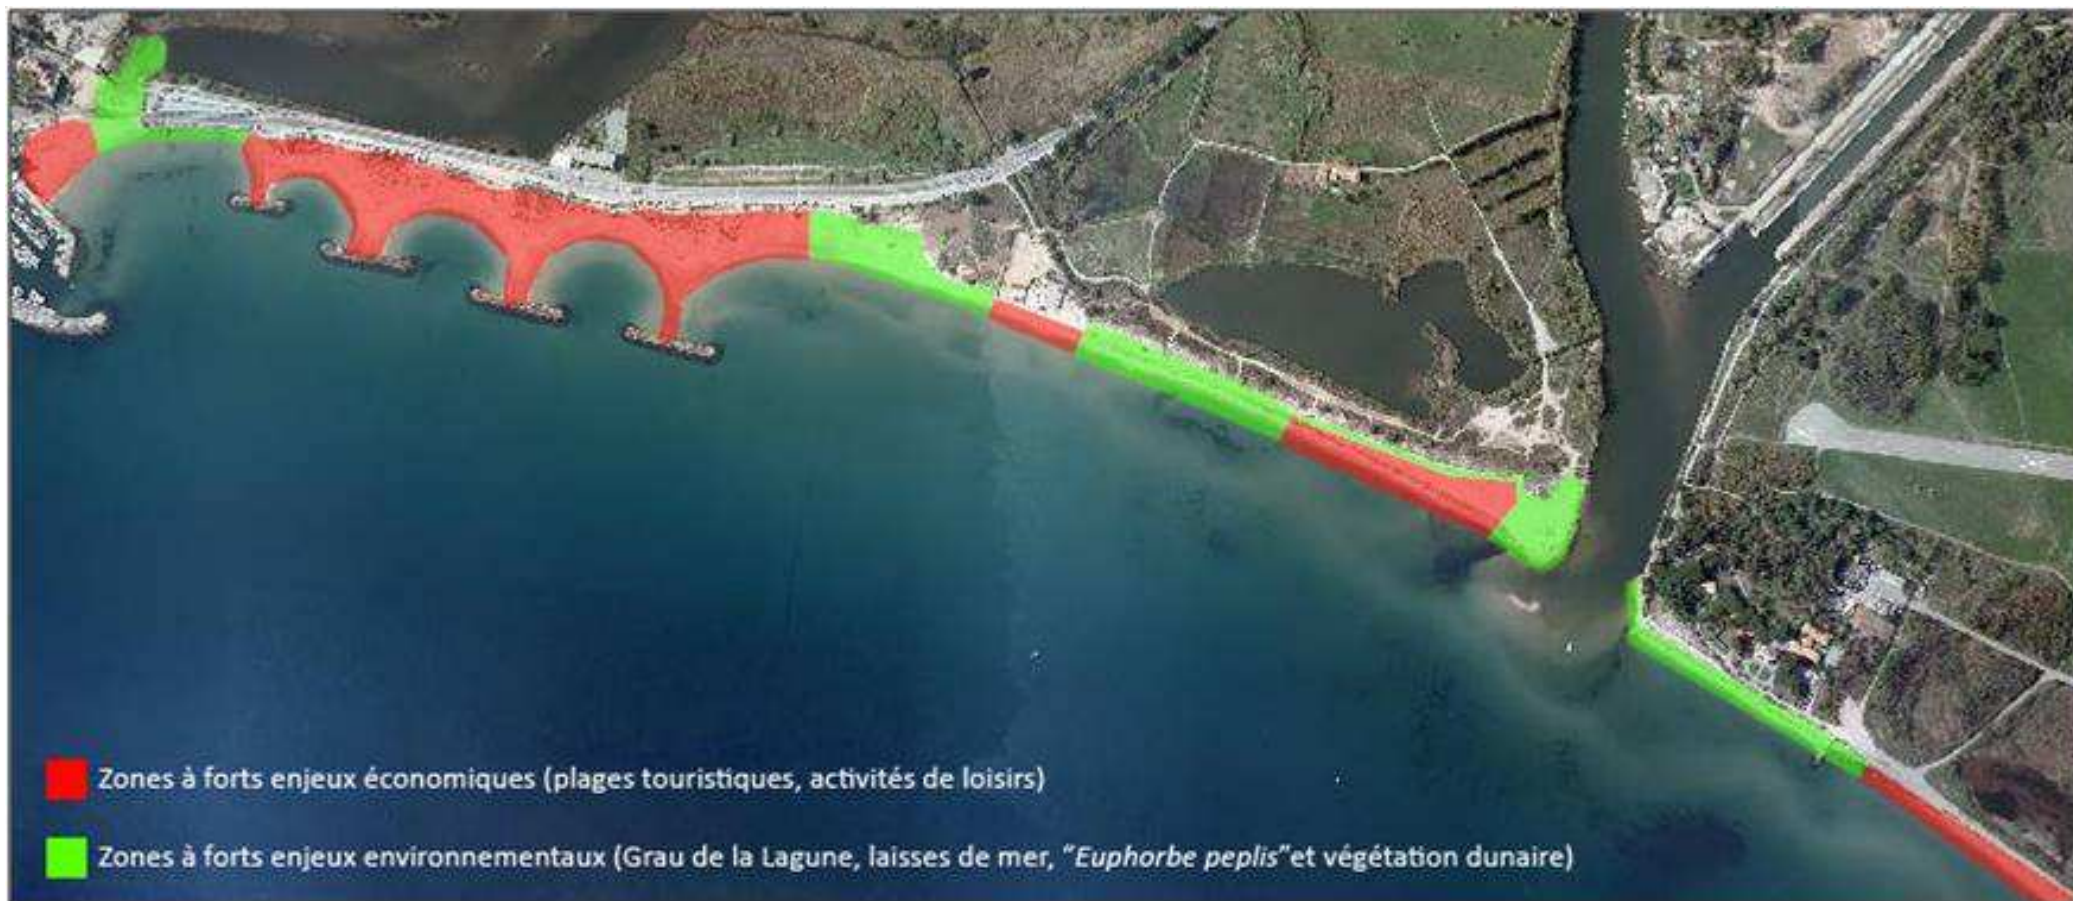 Zones à forts enjeux économiques (plages touristiques, activités de loisirs)
Zones à forts enjeux environnementaux (Grau de la Lagune, laisses de mer, “Euphorbe peplis”et végétation dunaire)